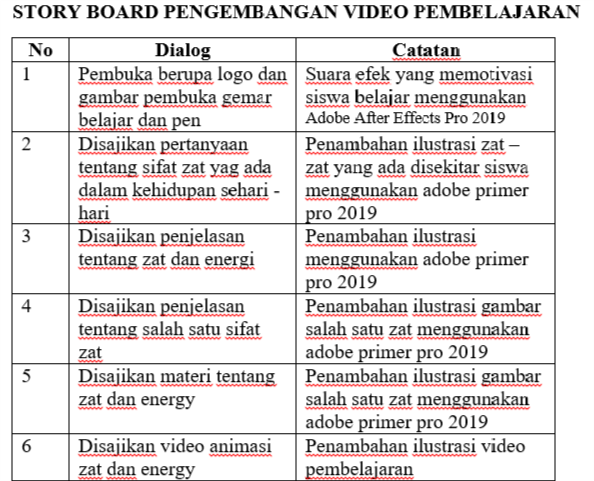 STORY BOARD PENGEMBANGAN VIDEO PEMBELAJARAN
No Dialog Catatan
1 Pembuka berupa logo dan Suara efek yang memotivasi
gambar pembuka gemar siswa belajar menggunakan
belajar dan pen Adobe After Effects Pro 2019
2 Disajikan pertanyaan Penambahan ilustrasi zat –
tentang sifat zat yag ada zat yang ada disekitar siswa
dalam kehidupan sehari - menggunakan adobe primer
hari pro 2019
3 Disajikan penjelasan Penambahan ilustrasi
tentang zat dan energi menggunakan adobe primer
pro 2019
4 Disajikan penjelasan Penambahan ilustrasi gambar
tentang salah satu sifat salah satu zat menggunakan
zat adobe primer pro 2019
5 Disajikan materi tentang Penambahan ilustrasi gambar
zat dan energy salah satu zat menggunakan
adobe primer pro 2019
6 Disajikan video animasi Penambahan ilustrasi video
zat dan energy pembelajaran